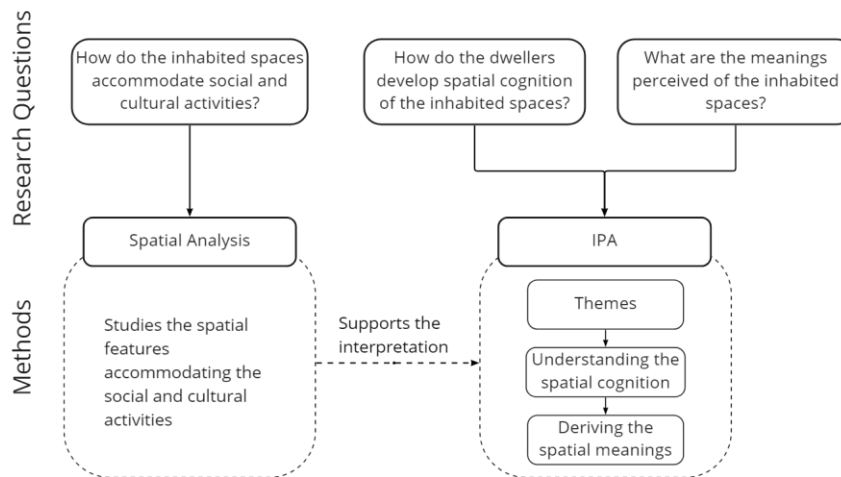 Research Questions
How do the inhabited spaces
accommodate social and
cultural activities?
How do the dwellers
develop spatial cognition
of the inhabited spaces?
What are the meanings
perceived of the inhabited
spaces?
Methods
Spatial Analysis
Studies the spatial
features
accommodating the
social and cultural
activities
Supports the
interpretation
IPA
Themes
Understanding the
spatial cognition
Deriving the
spatial meanings